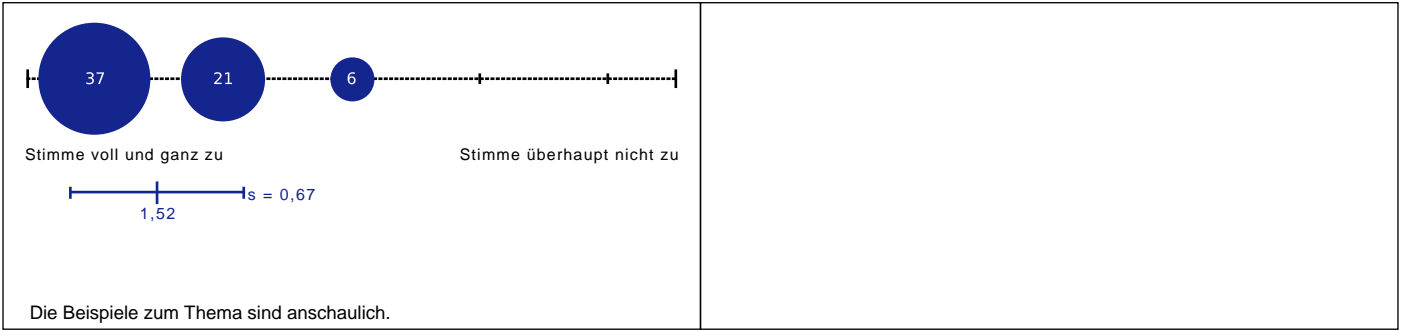 37 21 6
Stimme voll und ganz zu Stimme überhaupt nicht zu
s = 0,67
1,52
Die Beispiele zum Thema sind anschaulich.